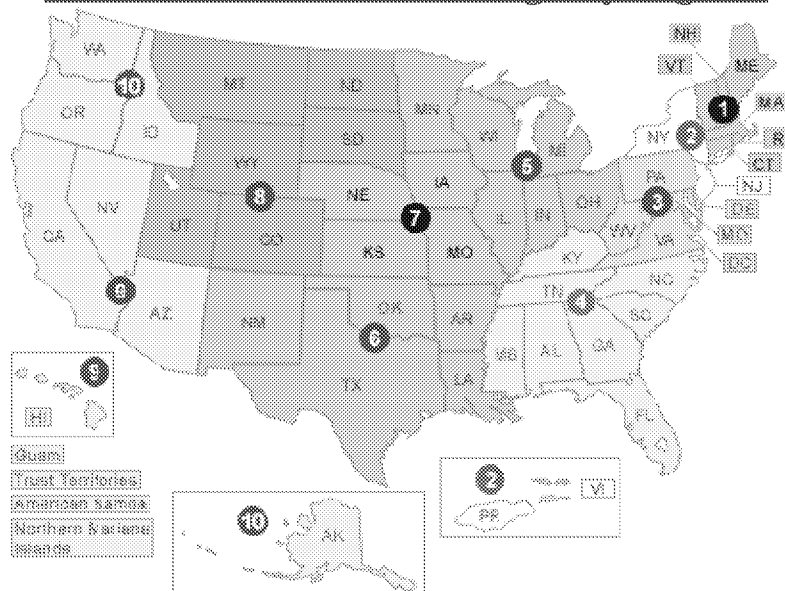 NH
WA
VT
ME
MT
ND
10
MN
MA
1
OR
ID
NY
2
R
SD
WI
MI
CT
WY
5
PA
NJ
IA
8
NE
3
DE
NV
OH
IL
IN
WV
MD
UT
7
CO
VA
CA
KS
MO
KY
DC
NC
9
TN
4
OK
AZ
NM
AR
SC
6
MS
AL
GA
9
TX
LA
HI
FL
Guam
2
Trust Territories
VI
American Samoa
PR
10
Northern Mariana
AK
Islands